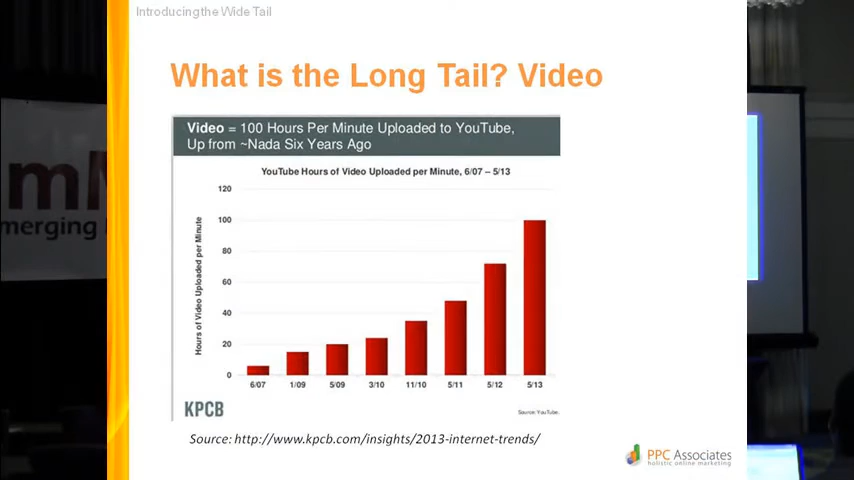 Introducing the Wide Tail
What is the Long Tail? Video
Video = 100 Hours Per Minute Uploaded to YouTube,
Up from ~Nada Six Years Ago
YouTube Hours of Video Uploaded per Minute, 6/07 – 5/13
Hours of Video Uploaded per Minute
120
100
80
60
40
20
0
6/07 1/09 5/09 3/10 11/10 5/11 5/12 5/13
KPCB
Source: YouTube.
Source: http://www.kpcb.com/insights/2013-internet-trends/
PPC Associates
holistic online marketing
merging